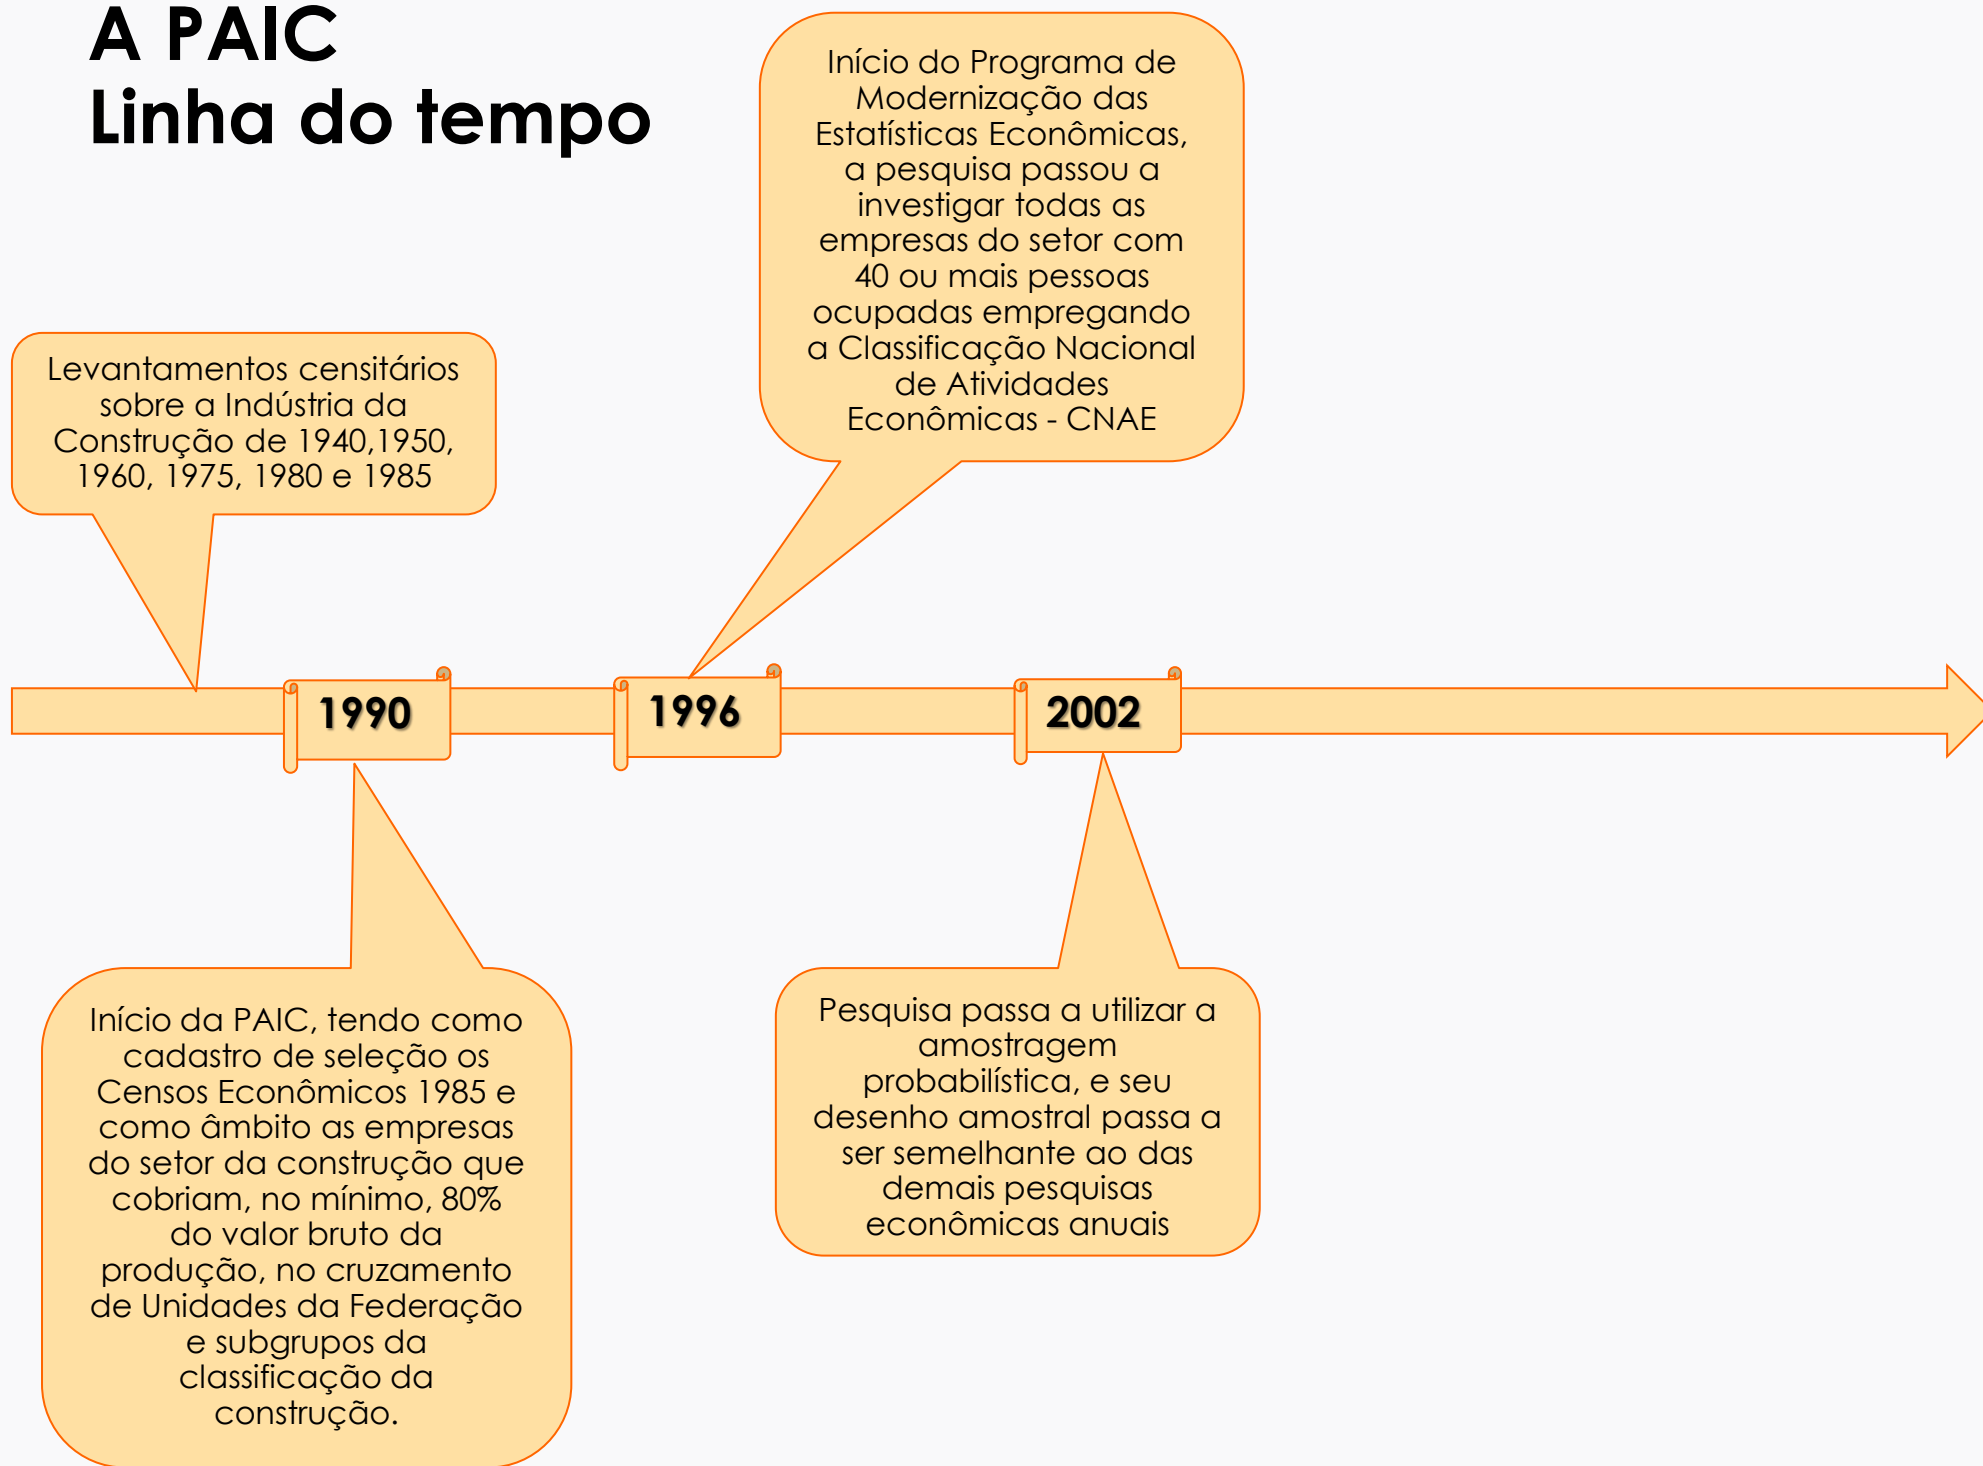 A PAIC
Linha do tempo
Início do Programa de
Modernização das
Estatísticas Econômicas,
a pesquisa passou a
investigar todas as
empresas do setor com
40 ou mais pessoas
ocupadas empregando
a Classificação Nacional
de Atividades
Econômicas - CNAE
Levantamentos censitários
sobre a Indústria da
Construção de 1940,1950,
1960, 1975, 1980 e 1985
1990
1996
2002
Início da PAIC, tendo como
cadastro de seleção os
Censos Econômicos 1985 e
como âmbito as empresas
do setor da construção que
cobriam, no mínimo, 80%
do valor bruto da
produção, no cruzamento
de Unidades da Federação
e subgrupos da
classificação da
construção.
Pesquisa passa a utilizar a
amostragem
probabilística, e seu
desenho amostral passa a
ser semelhante ao das
demais pesquisas
econômicas anuais